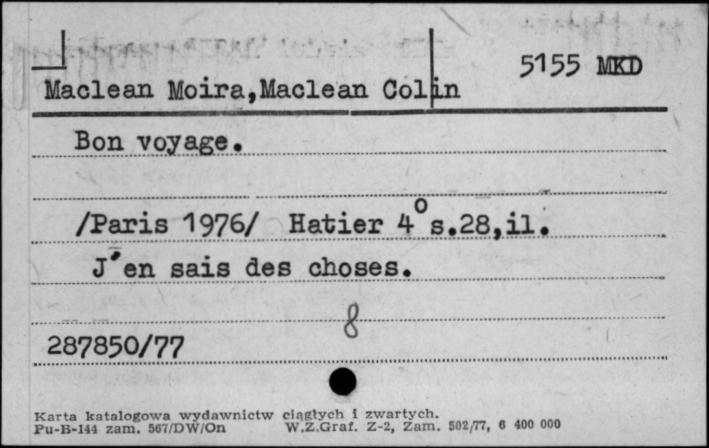 5155 MKD
Maclean Moira,Maclean Colin
Bon voyage.
/Paris 1976/ Hatier 4° s.28,il.
J'en sais des choses.
8
287850/77
Karta katalogowa wydawnictw ciągłych i zwartych.
Pu-B-144 zam. 567/DW/On W.Z.Graf. Z-2, Zam. 502/77, 6 400 000